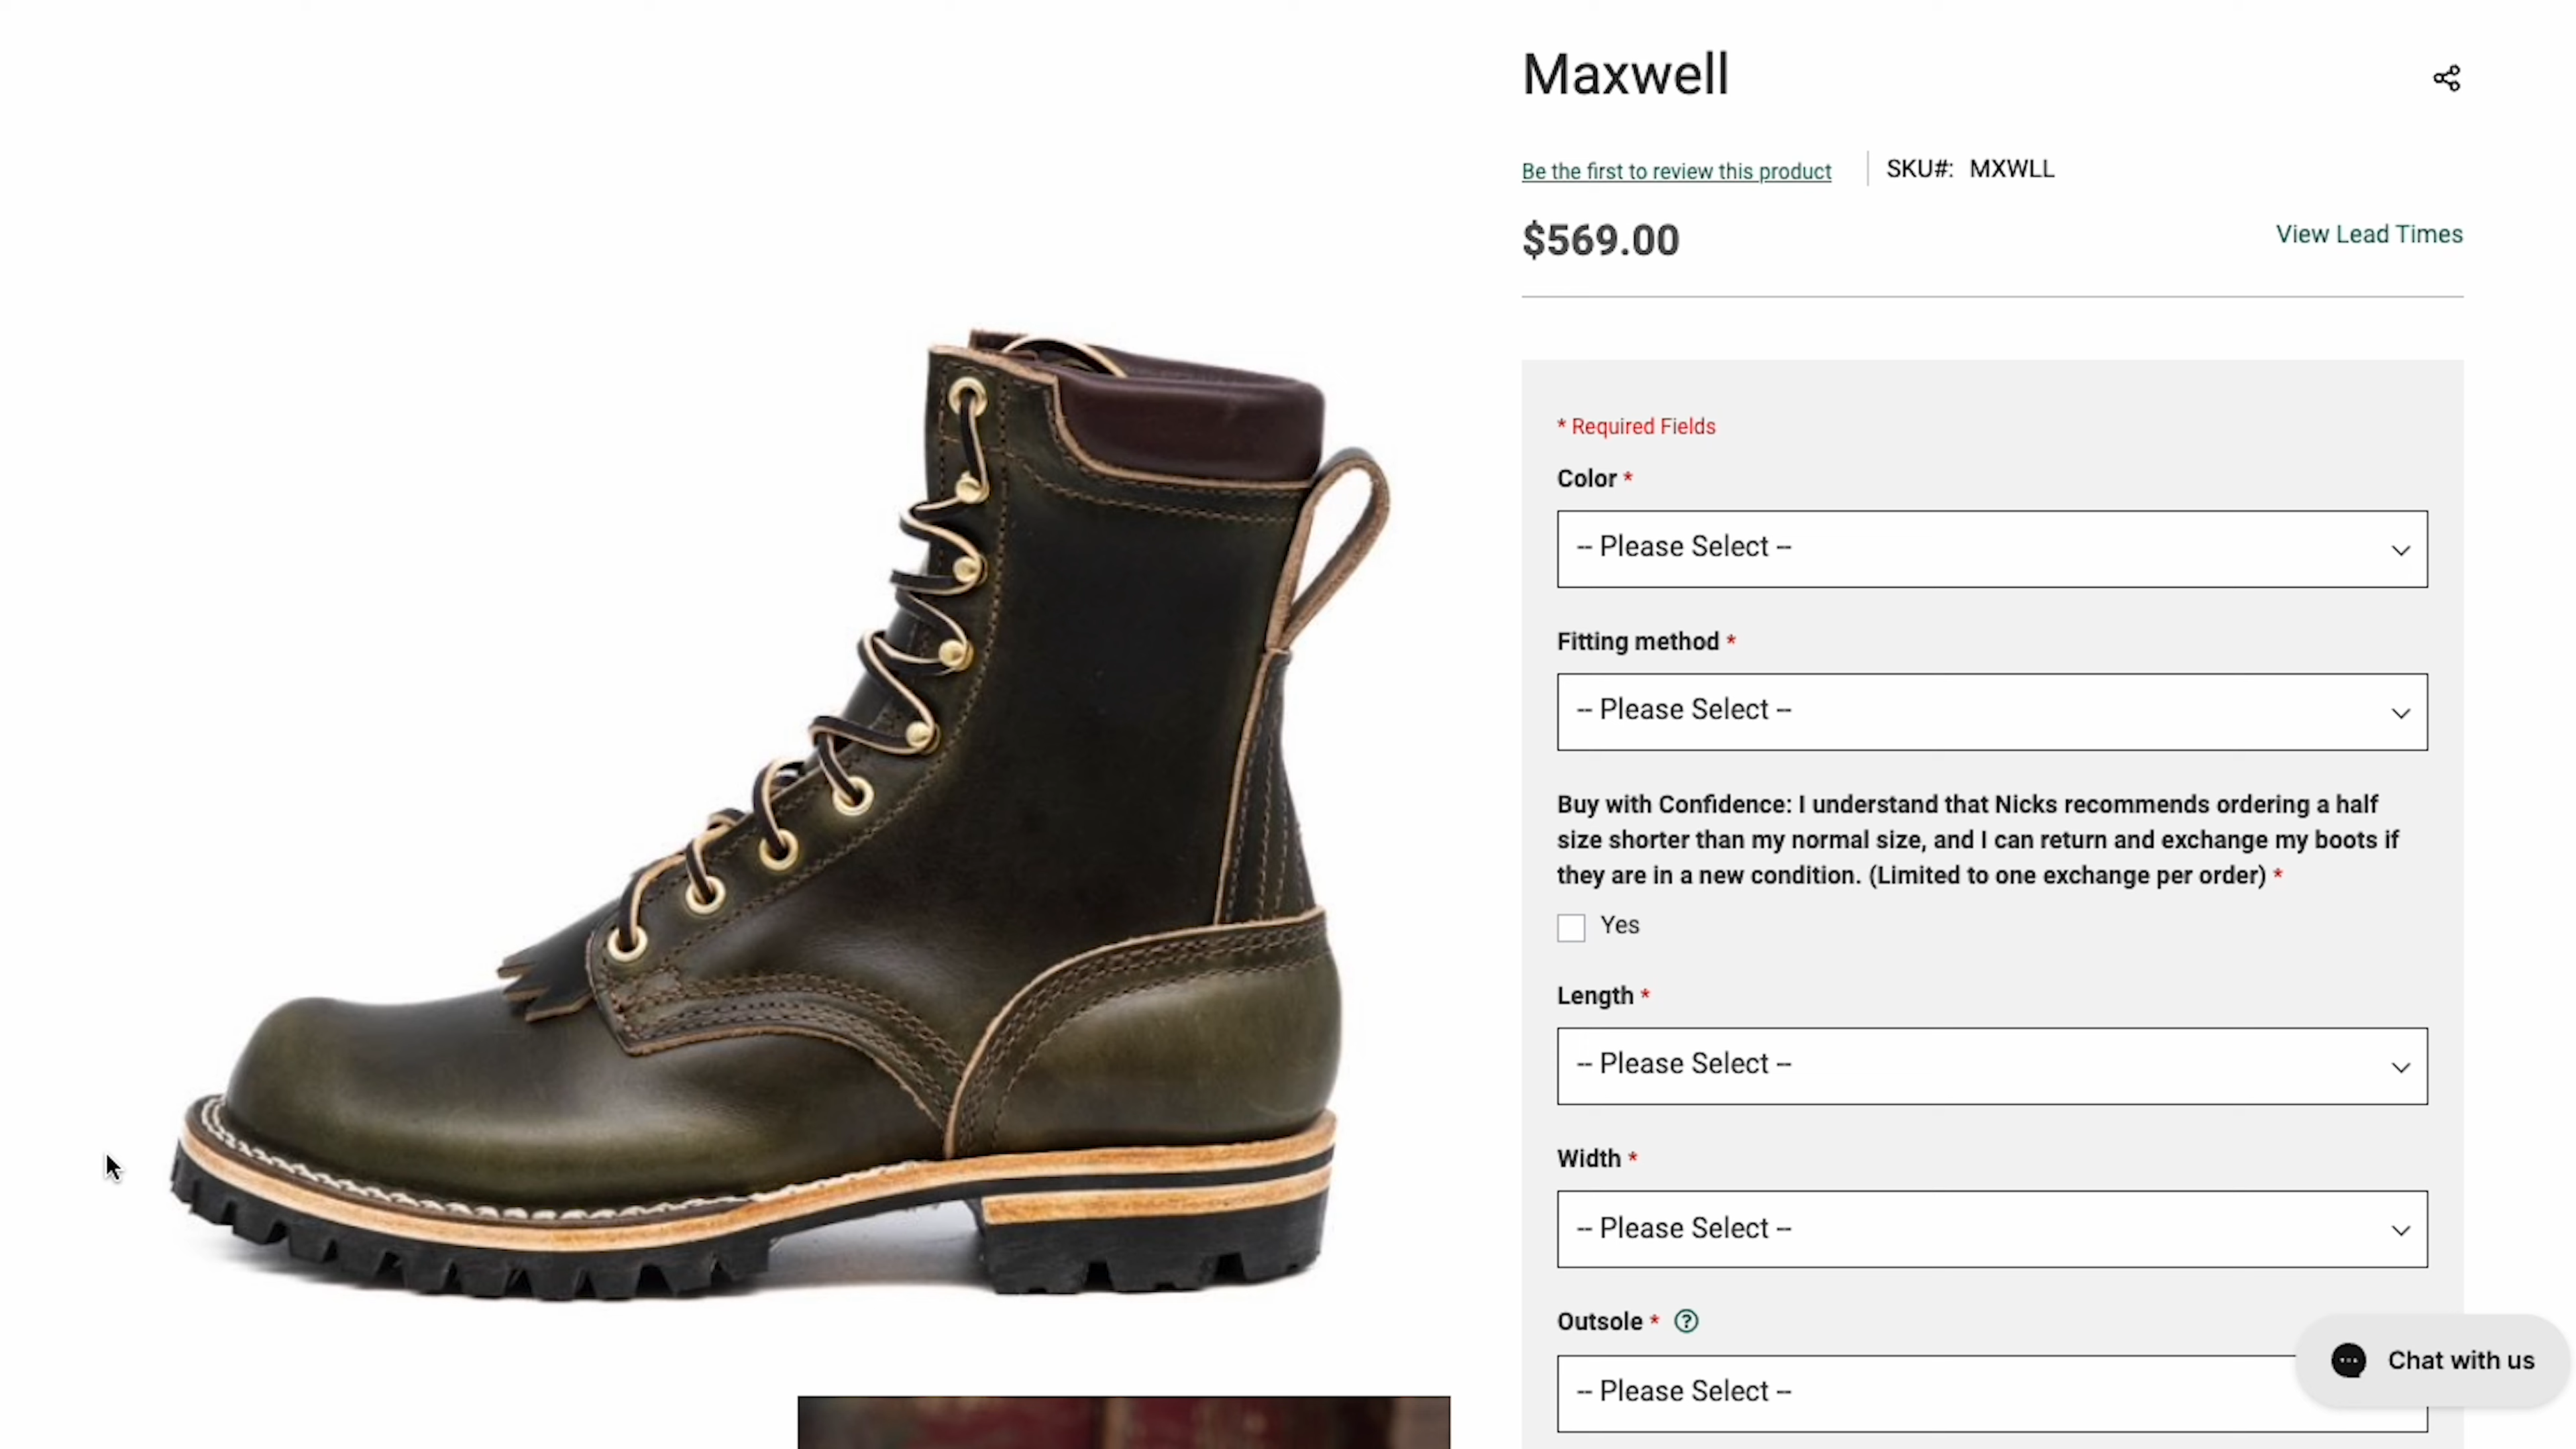 Maxwell
Be the first to review this product
SKU#: MXWLL
$569.00
View Lead Times
* Required Fields
Color *
-- Please Select --
Fitting method *
-- Please Select --
Buy with Confidence: I understand that Nicks recommends ordering a half
size shorter than my normal size, and I can return and exchange my boots if
they are in a new condition. (Limited to one exchange per order) *
Yes
Length *
-- Please Select --
Width *
-- Please Select --
Outsole * ?
-- Please Select --
Chat with us